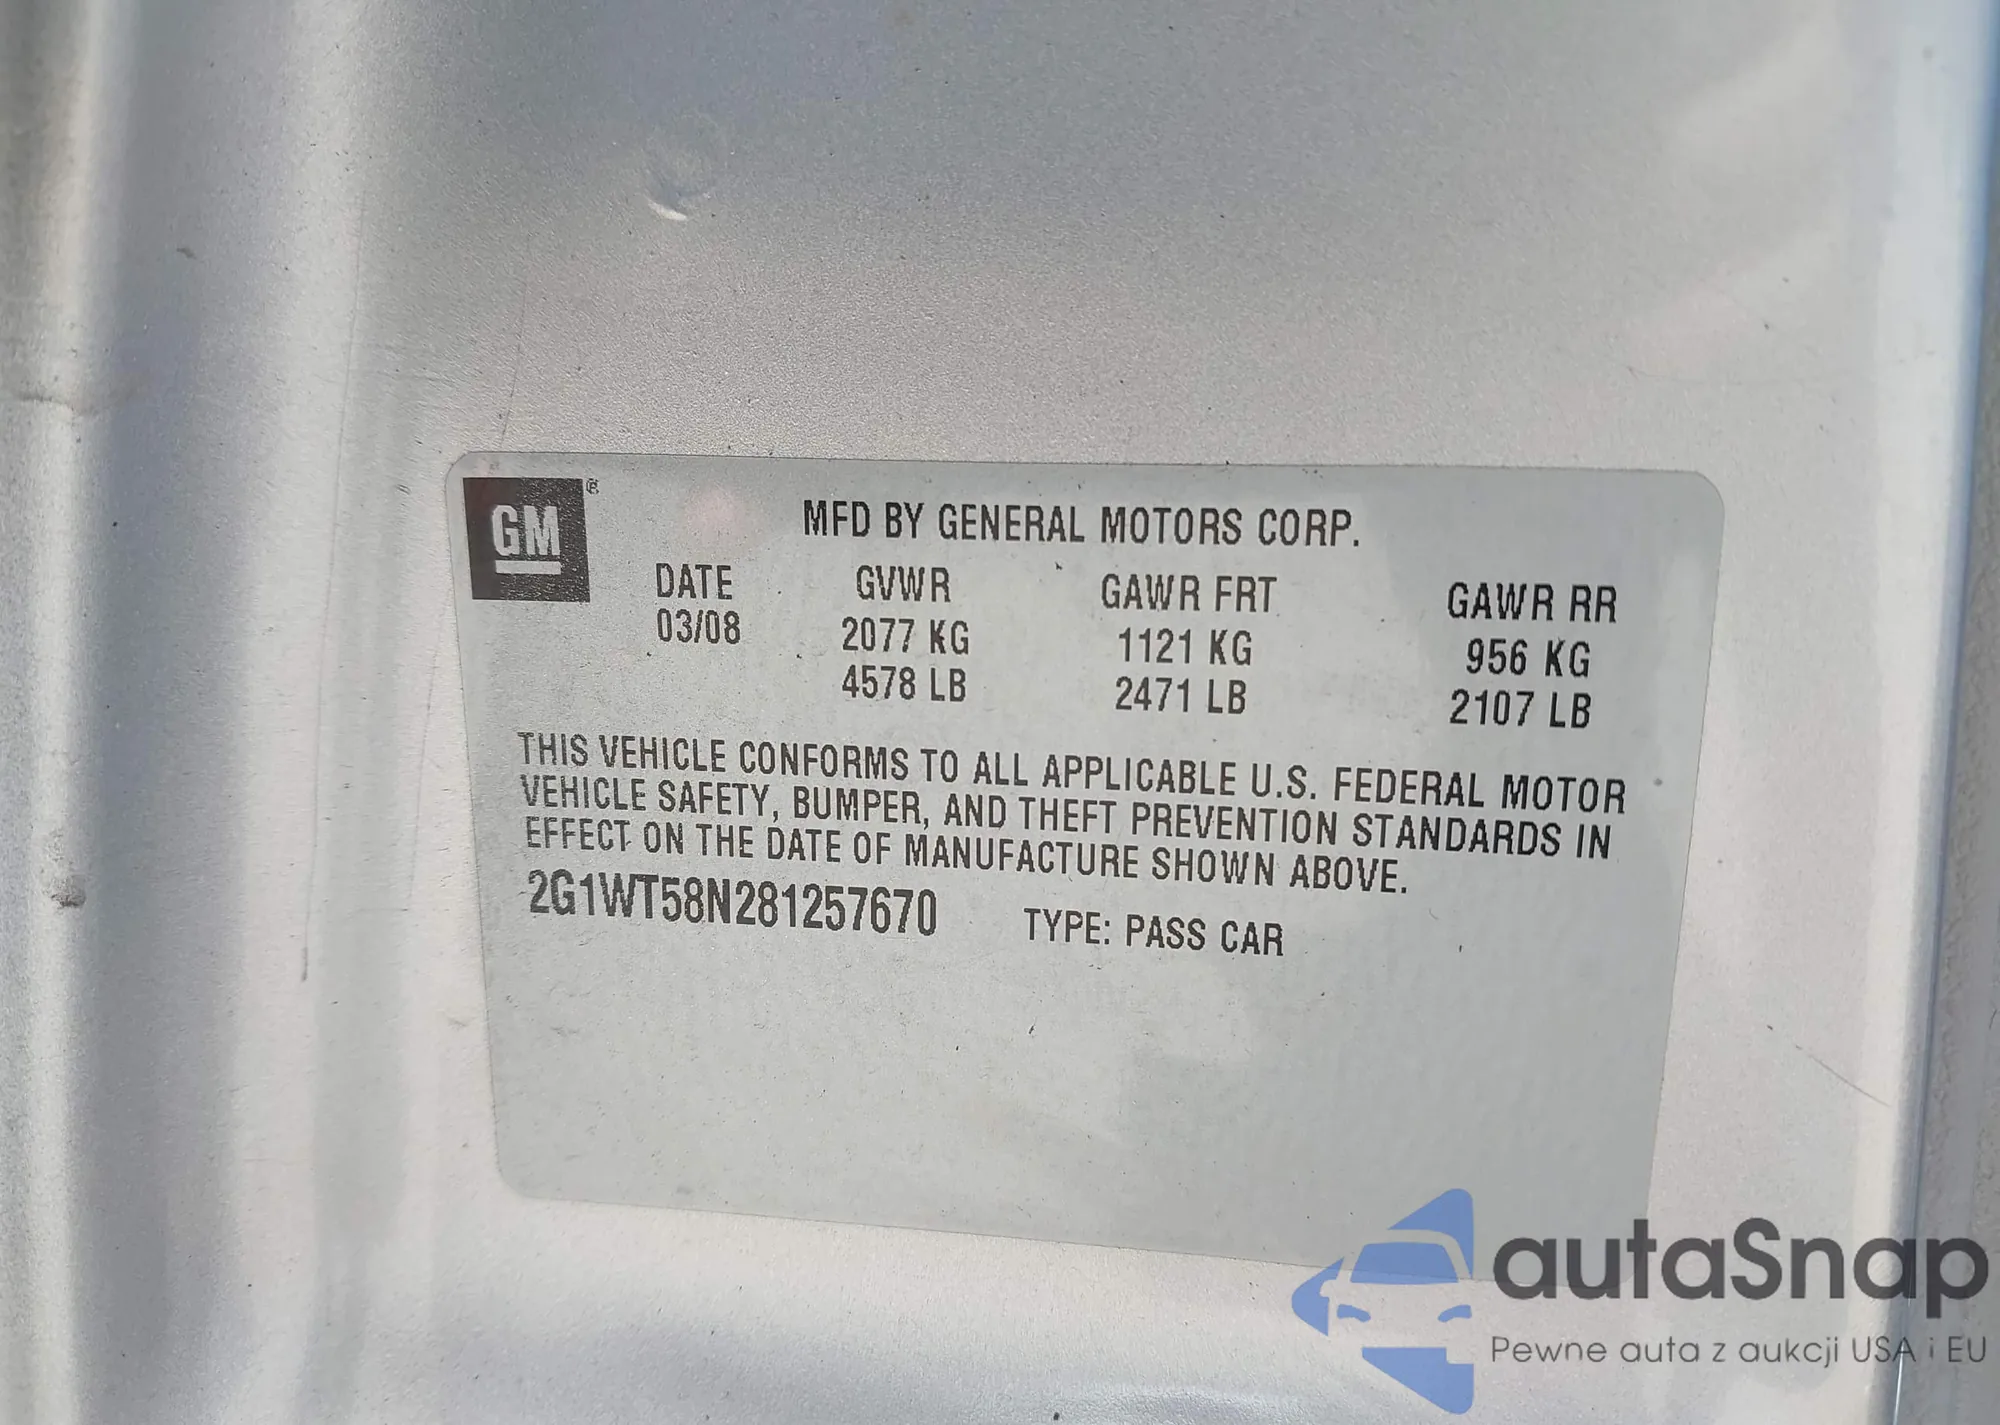 GM®
MFD BY GENERAL MOTORS CORP.
DATE GVWR GAWR FRT GAWR RR
03/08 2077 KG 1121 KG 956 KG
4578 LB 2471 LB 2107 LB
THIS VEHICLE CONFORMS TO ALL APPLICABLE U.S. FEDERAL MOTOR
VEHICLE SAFETY, BUMPER, AND THEFT PREVENTION STANDARDS IN
EFFECT ON THE DATE OF MANUFACTURE SHOWN ABOVE.
2G1WT58N281257670 TYPE: PASS CAR
autaSnap
Pewne auta z aukcji USA i EU